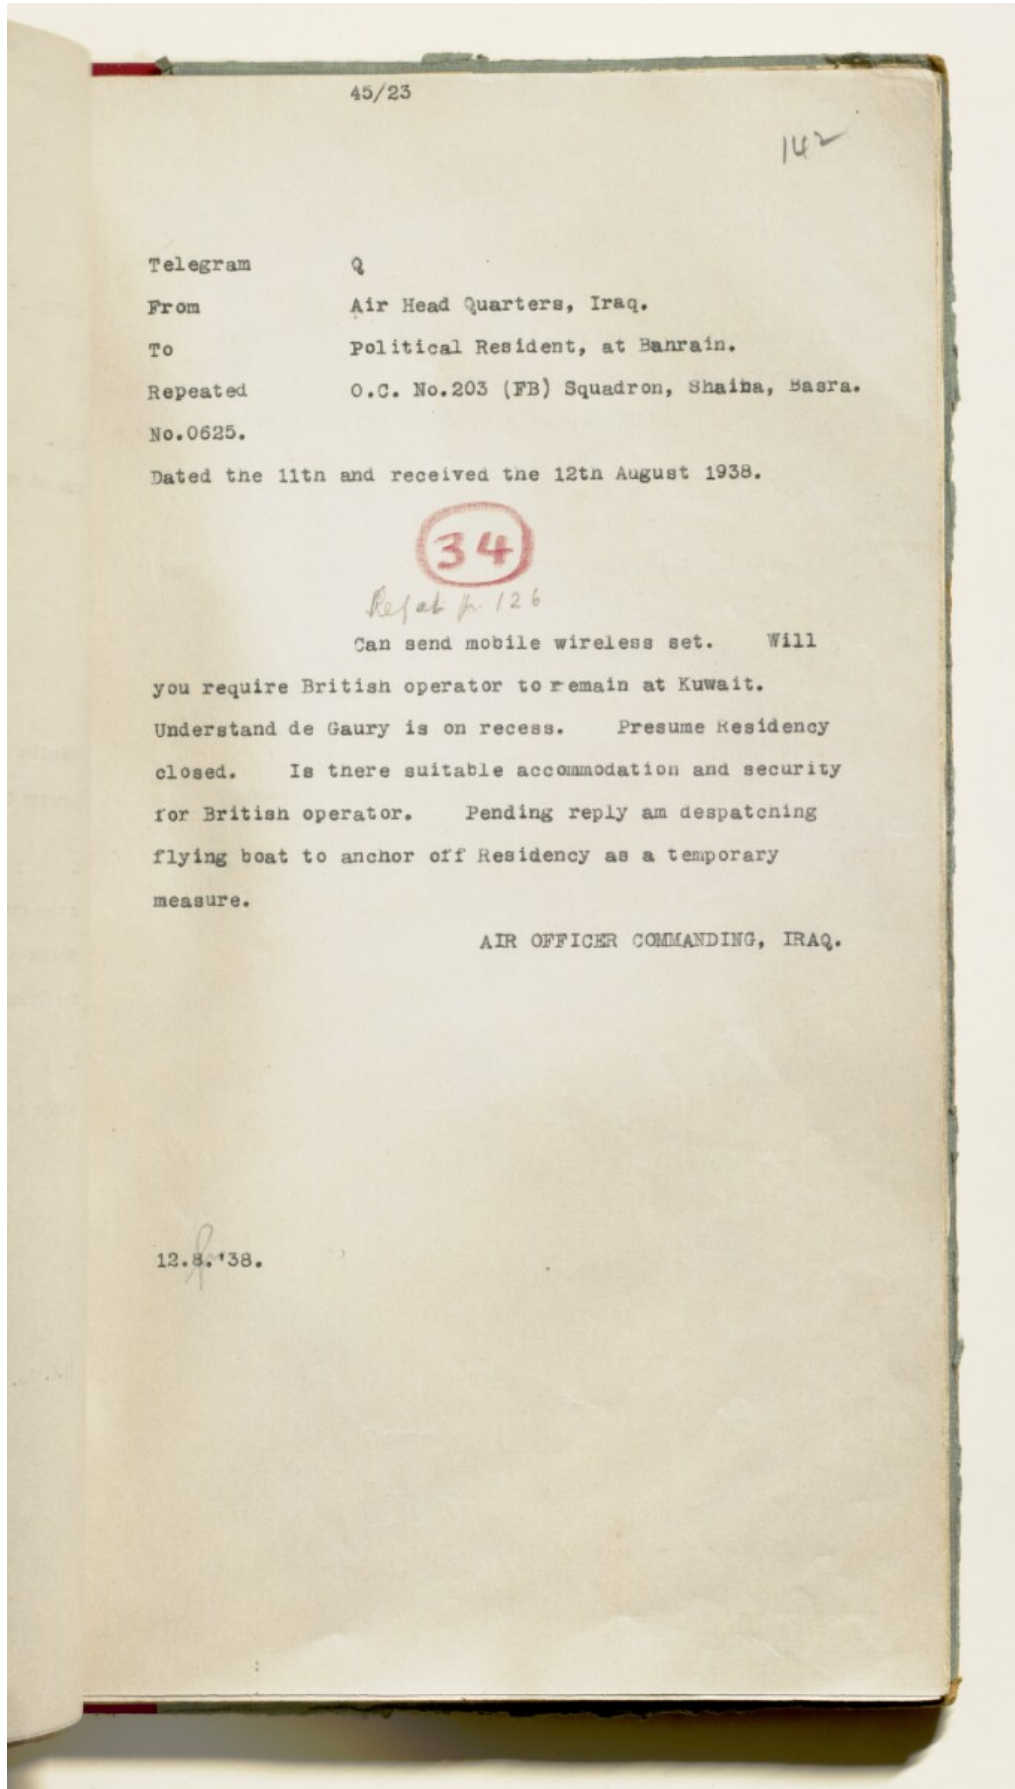 45/23
142
Telegram Q
From Air Head Quarters, Iraq.
To Political Resident, at Bahrain.
Repeated O.C. No.203 (FB) Squadron, Shaiba, Basra.
No.0625.
Dated the 11th and received the 12th August 1938.
34
Ref at p. 126
Can send mobile wireless set. Will
you require British operator to remain at Kuwait.
Understand de Gaury is on recess. Presume Residency
closed. Is there suitable accommodation and security
for British operator. Pending reply am despatching
flying boat to anchor off Residency as a temporary
measure.
AIR OFFICER COMMANDING, IRAQ.
12.8.'38.